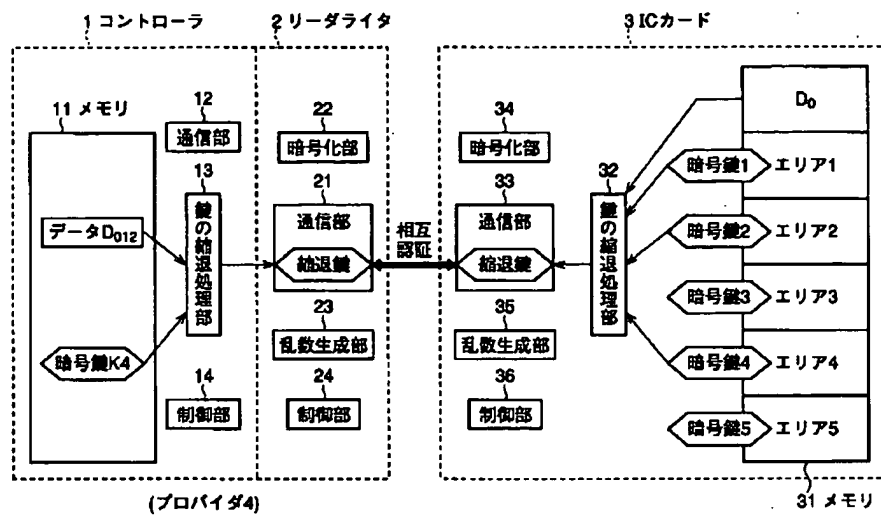 1 コントローラ
2 リーダライタ
3 ICカード
11 メモリ
12
通信部
13
鍵の縮退処理部
データD012
暗号鍵K4
14
制御部
22
暗号化部
21
通信部
縮退鍵
23
乱数生成部
24
制御部
相互
認証
34
暗号化部
33
通信部
縮退鍵
35
乱数生成部
36
制御部
32
鍵の縮退処理部
D0
暗号鍵1 エリア1
暗号鍵2 エリア2
暗号鍵3 エリア3
暗号鍵4 エリア4
暗号鍵5 エリア5
31 メモリ
(プロバイダ4)